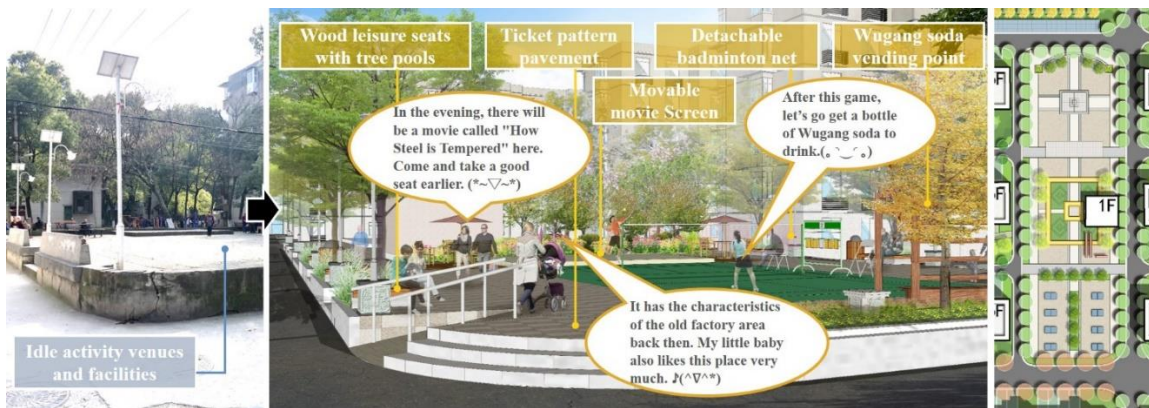 Idle activity venues
and facilities
Wood leisure seats
with tree pools
Ticket pattern
pavement
Detachable
badminton net
Wugang soda
vending point
Movable
movie Screen
In the evening, there will
be a movie called "How
Steel is Tempered" here.
Come and take a good
seat earlier. (*~▽~*)
After this game,
let's go get a bottle
of Wugang soda to
drink.(。˘‿˘。)
It has the characteristics
of the old factory area
back then. My little baby
also likes this place very
much. ♪(^∇^*)
1F